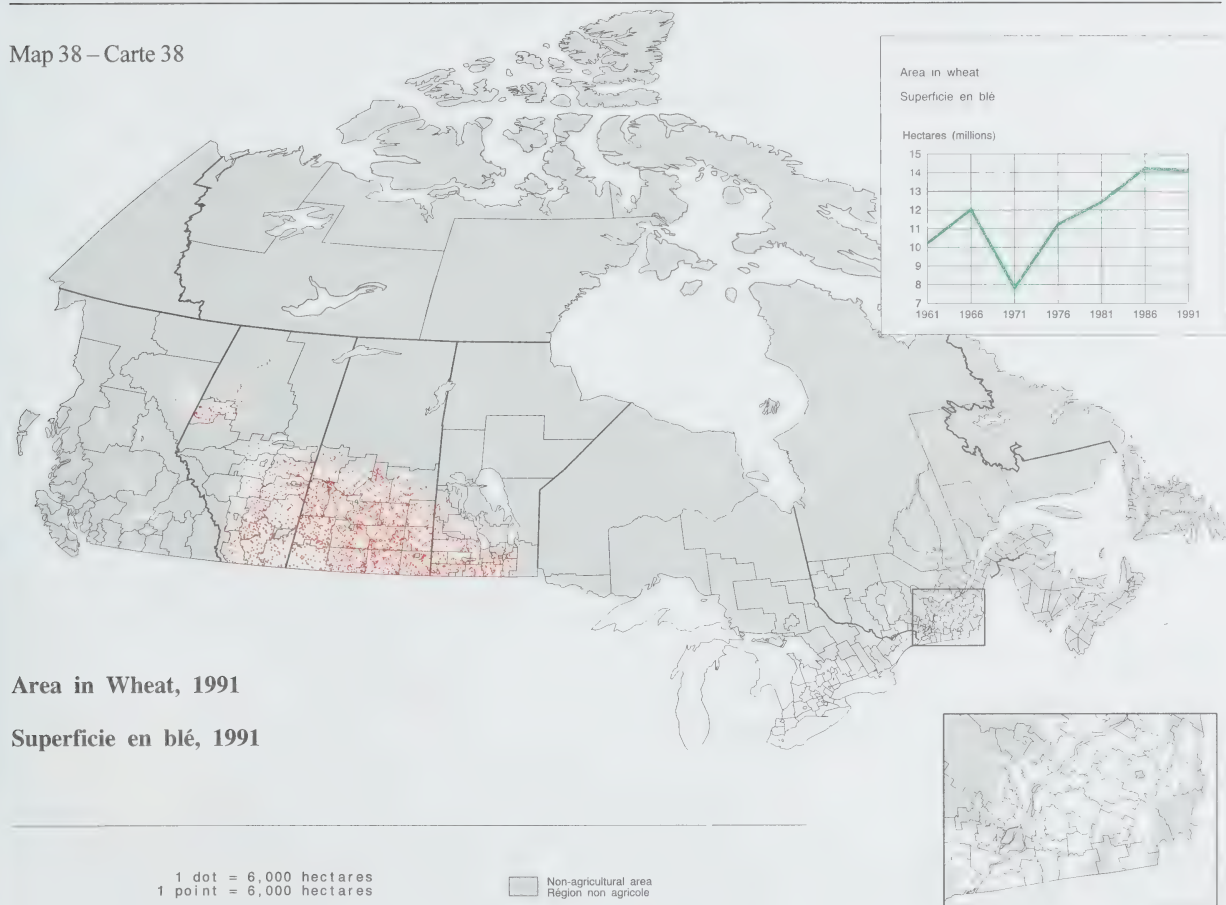 Map 38 – Carte 38
Area in wheat
Superficie en blé
Hectares (millions)
15
14
13
12
11
10
9
8
7
1961 1966 1971 1976 1981 1986 1991
Area in Wheat, 1991
Superficie en blé, 1991
1 dot = 6,000 hectares
1 point = 6,000 hectares
Non-agricultural area
Région non agricole